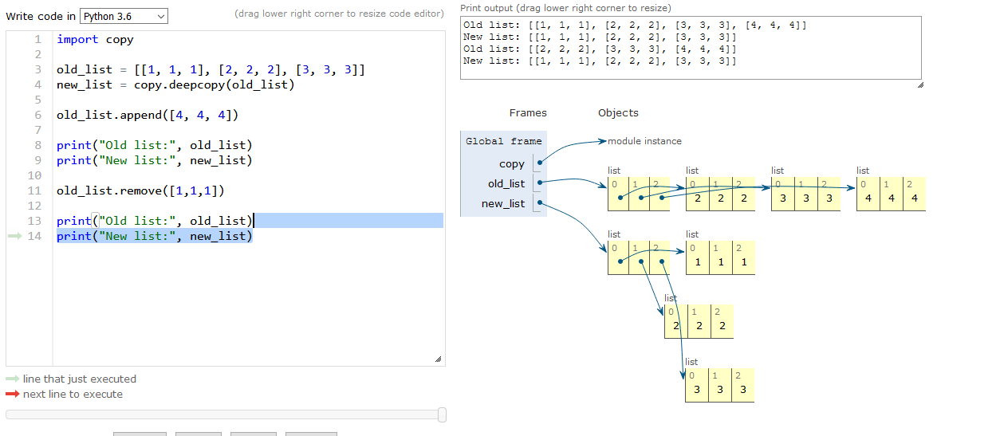 Write code in Python 3.6
(drag lower right corner to resize code editor)
1 import copy
2
3 old_list = [[1, 1, 1], [2, 2, 2], [3, 3, 3]]
4 new_list = copy.deepcopy(old_list)
5
6 old_list.append([4, 4, 4])
7
8 print("Old list:", old_list)
9 print("New list:", new_list)
10
11 old_list.remove([1,1,1])
12
13 print("Old list:", old_list)
14 print("New list:", new_list)
line that just executed
next line to execute
Print output (drag lower right corner to resize)
Old list: [[1, 1, 1], [2, 2, 2], [3, 3, 3], [4, 4, 4]]
New list: [[1, 1, 1], [2, 2, 2], [3, 3, 3]]
Old list: [[2, 2, 2], [3, 3, 3], [4, 4, 4]]
New list: [[1, 1, 1], [2, 2, 2], [3, 3, 3]]
Frames Objects
Global frame
copy
old_list
new_list
module instance
list list list list
0 1 2 0 1 2 0 1 2 0 1 2
2 2 2 3 3 3 4 4 4
list list
0 1 2 0 1 2
1 1 1
list
0 1 2
2 2 2
list
0 1 2
3 3 3